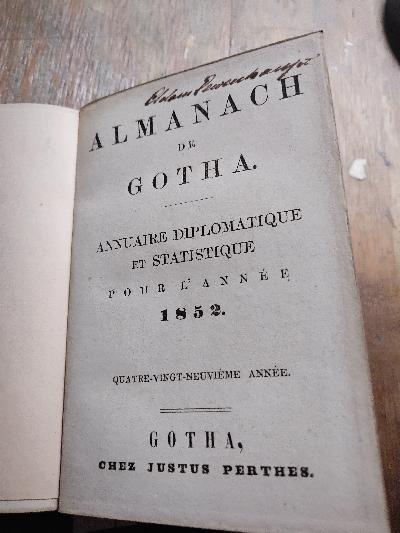 ALMANACH
DE
GOTHA.
ANNUAIRE DIPLOMATIQUE
ET STATISTIQUE
POUR L'ANNÉE
1852.
QUATRE-VINGT-NEUVIÈME ANNÉE.
GOTHA,
CHEZ JUSTUS PERTHES.